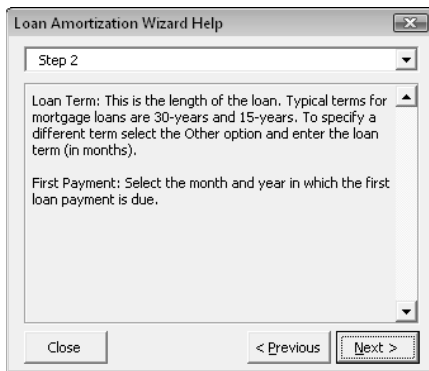 Loan Amortization Wizard Help
Step 2
Loan Term: This is the length of the loan. Typical terms for
mortgage loans are 30-years and 15-years. To specify a
different term select the Other option and enter the loan
term (in months).
First Payment: Select the month and year in which the first
loan payment is due.
Close
< Previous
Next >